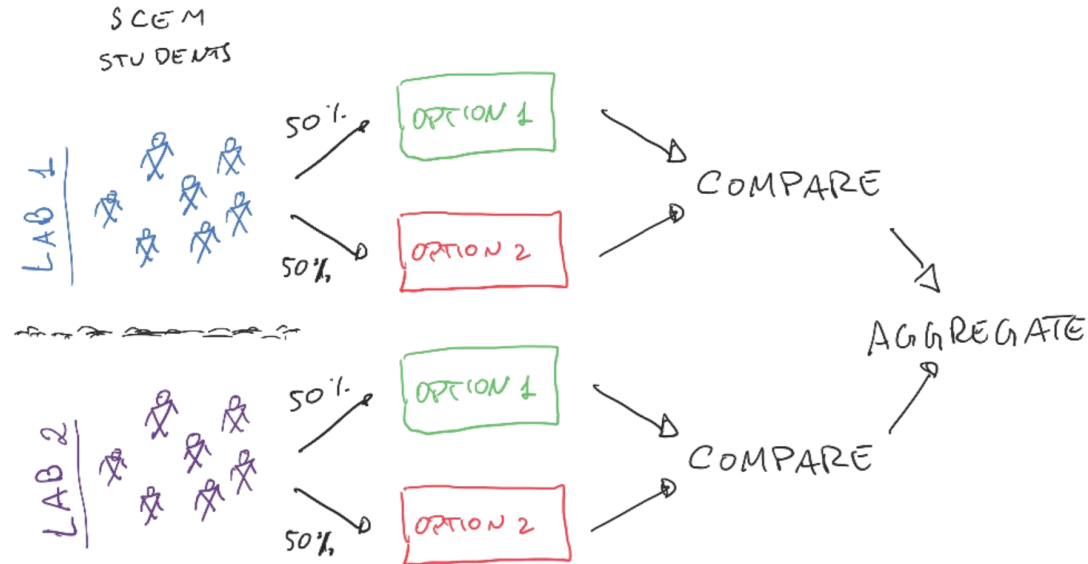 SCEM
STUDENTS
LAB 1
50%
OPTION 1
50%
OPTION 2
COMPARE
AGGREGATE
LAB 2
50%
OPTION 1
50%
OPTION 2
COMPARE